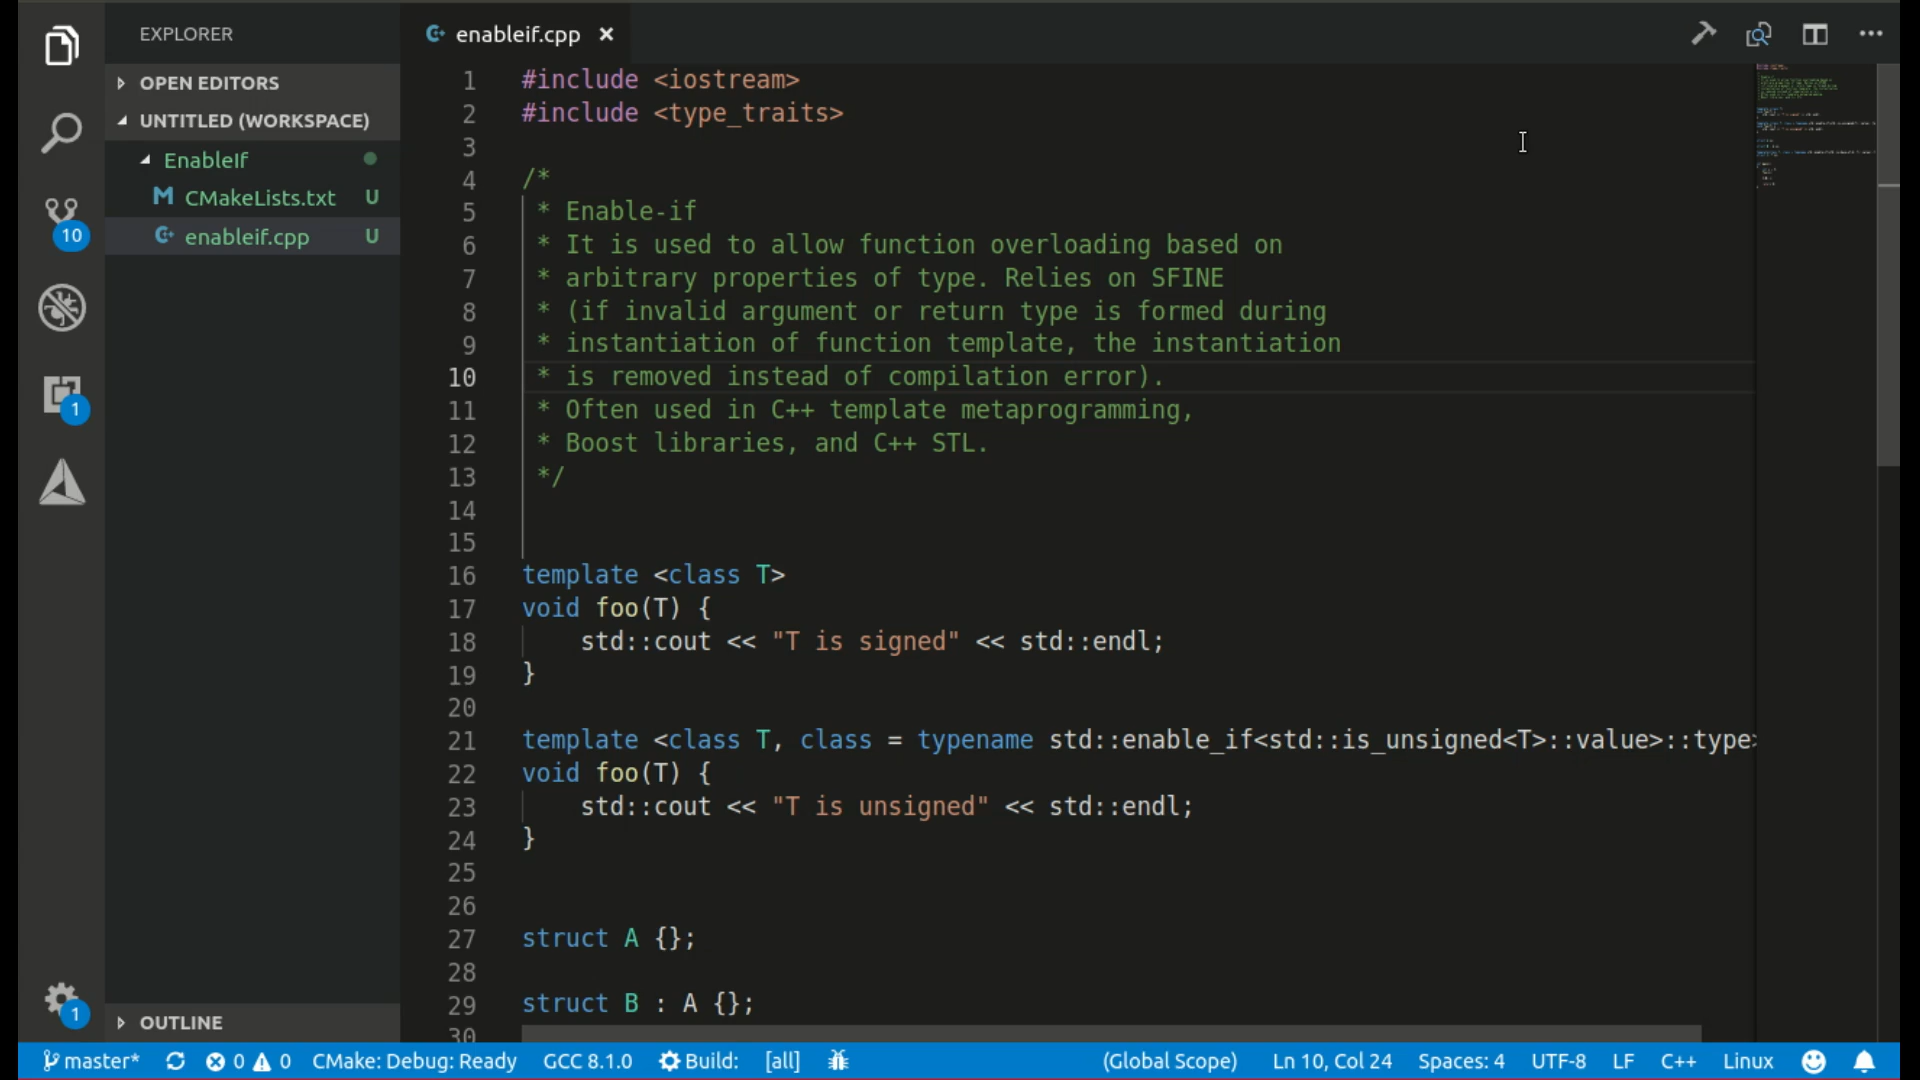 EXPLORER
OPEN EDITORS
UNTITLED (WORKSPACE)
EnableIf
CMakeLists.txt U
enableif.cpp U
10
1
1
OUTLINE
enableif.cpp
1 #include <iostream>
2 #include <type_traits>
3
4 /*
5 * Enable-if
6 * It is used to allow function overloading based on
7 * arbitrary properties of type. Relies on SFINE
8 * (if invalid argument or return type is formed during
9 * instantiation of function template, the instantiation
10 * is removed instead of compilation error).
11 * Often used in C++ template metaprogramming,
12 * Boost libraries, and C++ STL.
13 */
14
15
16 template <class T>
17 void foo(T) {
18 std::cout << "T is signed" << std::endl;
19 }
20
21 template <class T, class = typename std::enable_if<std::is_unsigned<T>::value>::type>
22 void foo(T) {
23 std::cout << "T is unsigned" << std::endl;
24 }
25
26
27 struct A {};
28
29 struct B : A {};
30
master* 0 0 CMake: Debug: Ready GCC 8.1.0 Build: [all] (Global Scope) Ln 10, Col 24 Spaces: 4 UTF-8 LF C++ Linux